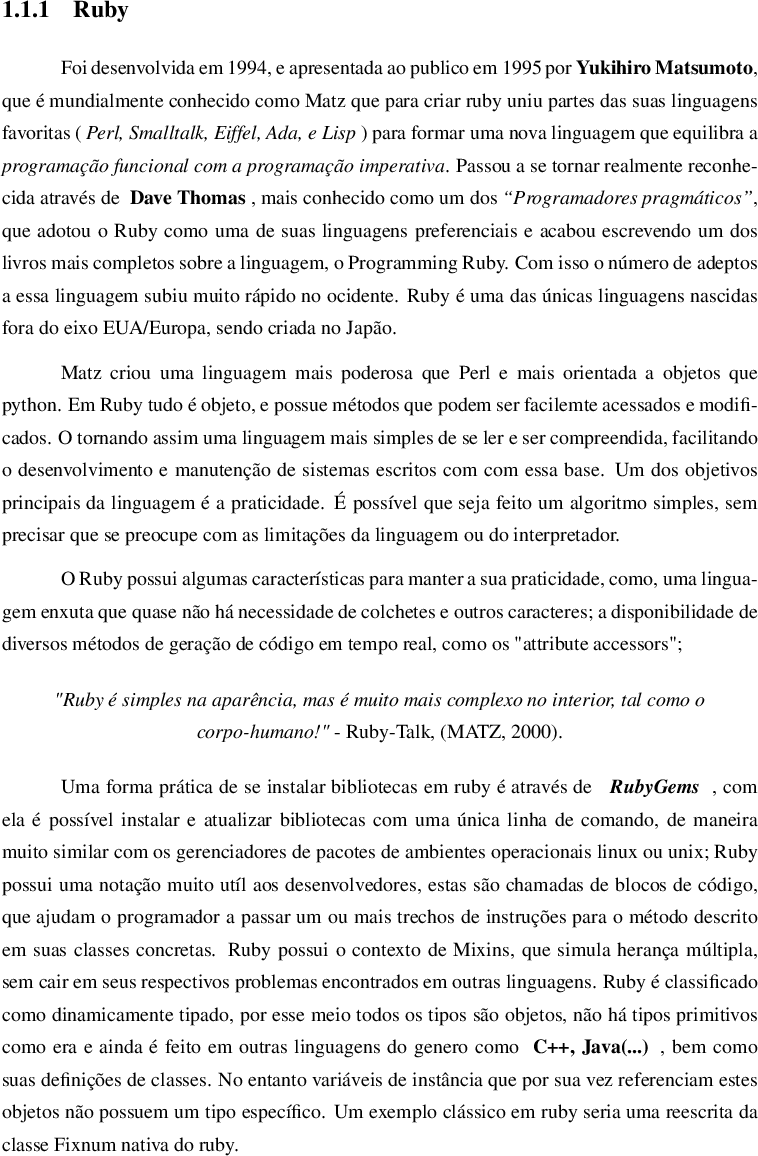 1.1.1 Ruby
Foi desenvolvida em 1994, e apresentada ao publico em 1995 por Yukihiro Matsumoto,
que é mundialmente conhecido como Matz que para criar ruby uniu partes das suas linguagens
favoritas ( Perl, Smalltalk, Eiffel, Ada, e Lisp ) para formar uma nova linguagem que equilibra a
programação funcional com a programação imperativa. Passou a se tornar realmente reconhe-
cida através de Dave Thomas , mais conhecido como um dos “Programadores pragmáticos”,
que adotou o Ruby como uma de suas linguagens preferenciais e acabou escrevendo um dos
livros mais completos sobre a linguagem, o Programming Ruby. Com isso o número de adeptos
a essa linguagem subiu muito rápido no ocidente. Ruby é uma das únicas linguagens nascidas
fora do eixo EUA/Europa, sendo criada no Japão.
Matz criou uma linguagem mais poderosa que Perl e mais orientada a objetos que
python. Em Ruby tudo é objeto, e possue métodos que podem ser facilemte acessados e modifi-
cados. O tornando assim uma linguagem mais simples de se ler e ser compreendida, facilitando
o desenvolvimento e manutenção de sistemas escritos com com essa base. Um dos objetivos
principais da linguagem é a praticidade. É possível que seja feito um algoritmo simples, sem
precisar que se preocupe com as limitações da linguagem ou do interpretador.
O Ruby possui algumas características para manter a sua praticidade, como, uma lingua-
gem enxuta que quase não há necessidade de colchetes e outros caracteres; a disponibilidade de
diversos métodos de geração de código em tempo real, como os "attribute accessors";
"Ruby é simples na aparência, mas é muito mais complexo no interior, tal como o
corpo-humano!" - Ruby-Talk, (MATZ, 2000).
Uma forma prática de se instalar bibliotecas em ruby é através de RubyGems , com
ela é possível instalar e atualizar bibliotecas com uma única linha de comando, de maneira
muito similar com os gerenciadores de pacotes de ambientes operacionais linux ou unix; Ruby
possui uma notação muito utíl aos desenvolvedores, estas são chamadas de blocos de código,
que ajudam o programador a passar um ou mais trechos de instruções para o método descrito
em suas classes concretas. Ruby possui o contexto de Mixins, que simula herança múltipla,
sem cair em seus respectivos problemas encontrados em outras linguagens. Ruby é classificado
como dinamicamente tipado, por esse meio todos os tipos são objetos, não há tipos primitivos
como era e ainda é feito em outras linguagens do genero como C++, Java(...) , bem como
suas definições de classes. No entanto variáveis de instância que por sua vez referenciam estes
objetos não possuem um tipo específico. Um exemplo clássico em ruby seria uma reescrita da
classe Fixnum nativa do ruby.